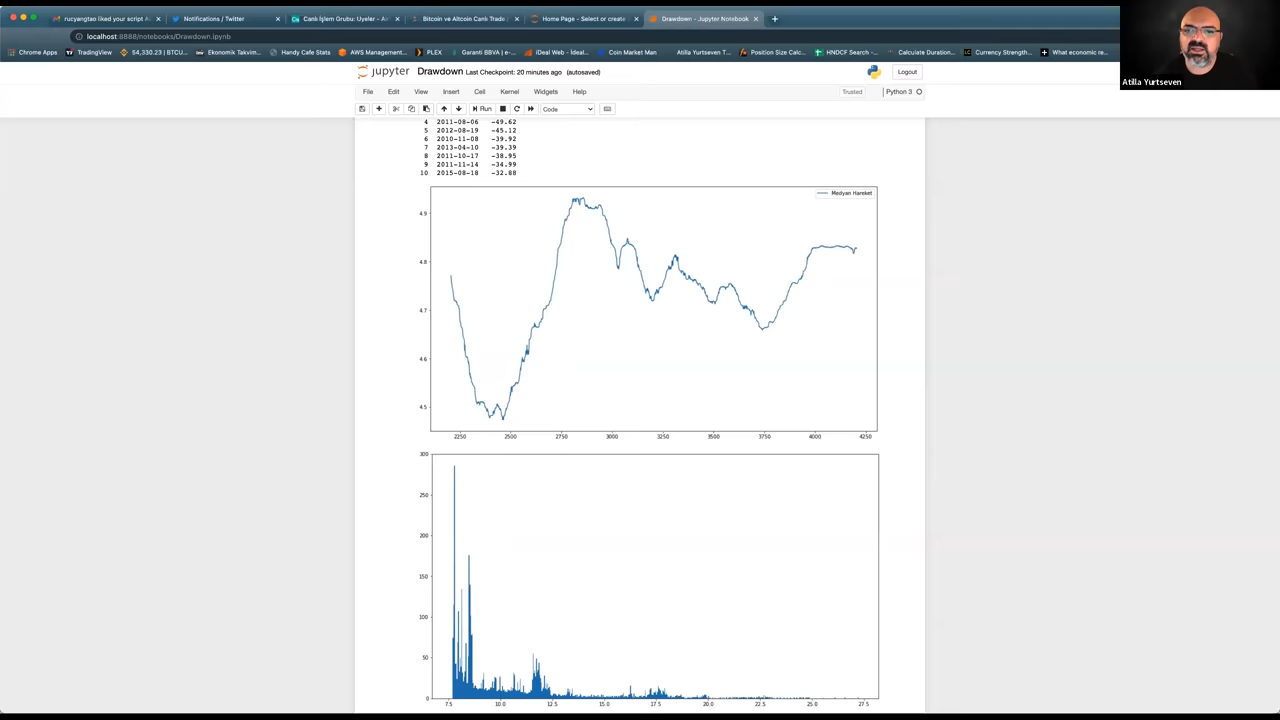 rucyangtao liked your script A
Notifications / Twitter
Canlı İşlem Grubu: Üyeler - A
Bitcoin ve Altcoin Canlı Trade
Home Page - Select or create
Drawdown - Jupyter Notebook
localhost:8888/notebooks/Drawdown.ipynb
Chrome Apps
TradingView
54,330.23 | BTCU...
Ekonomik Takvim...
Handy Cafe Stats
AWS Management...
PLEX
Garanti BBVA | İ...
iDeal Web - İdeal...
Coin Market Man
Atilla Yurtseven T...
Position Size Calc...
HNDCF Search -...
Calculate Duration...
Currency Strength...
What economic re...
Atilla Yurtseven
jupyter Drawdown Last Checkpoint: 20 minutes ago (autosaved)
Logout
File Edit View Insert Cell Kernel Widgets Help
Trusted
Python 3
Run
Code
4 2011-08-06 -49.62
5 2012-08-19 -45.12
6 2010-11-08 -39.92
7 2013-04-10 -39.39
8 2011-10-17 -38.95
9 2011-11-14 -34.99
10 2015-08-18 -32.88
Medyan Hareket
4.9
4.8
4.7
4.6
4.5
2250 2500 2750 3000 3250 3500 3750 4000 4250
300
250
200
150
100
50
0
7.5 10.0 12.5 15.0 17.5 20.0 22.5 25.0 27.5